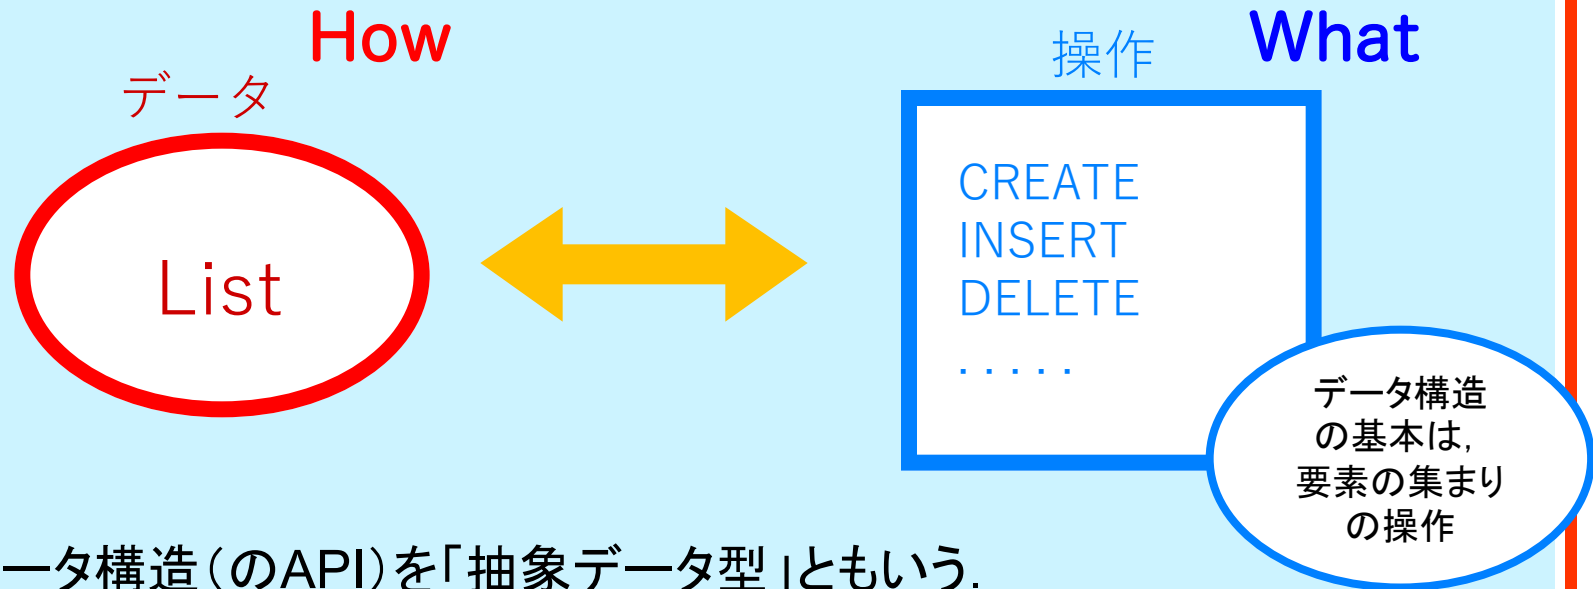 How
データ
List
操作
What
CREATE
INSERT
DELETE
.....
データ構造
の基本は,
要素の集まり
の操作
ータ構造(のAPI)を「抽象データ型」ともいう.